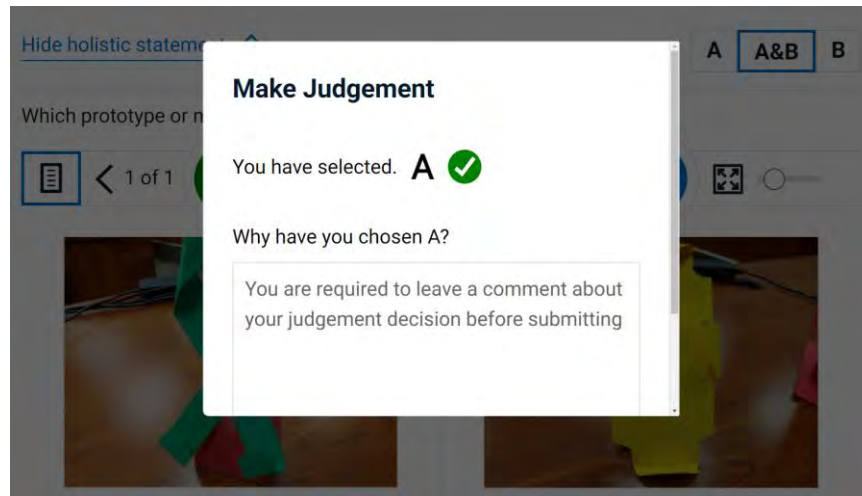 Hide holistic
A A&B B
Make Judgement
Which prototype or
You have selected. A
1 of 1
Why have you chosen A?
You are required to leave a comment about
your judgement decision before submitting